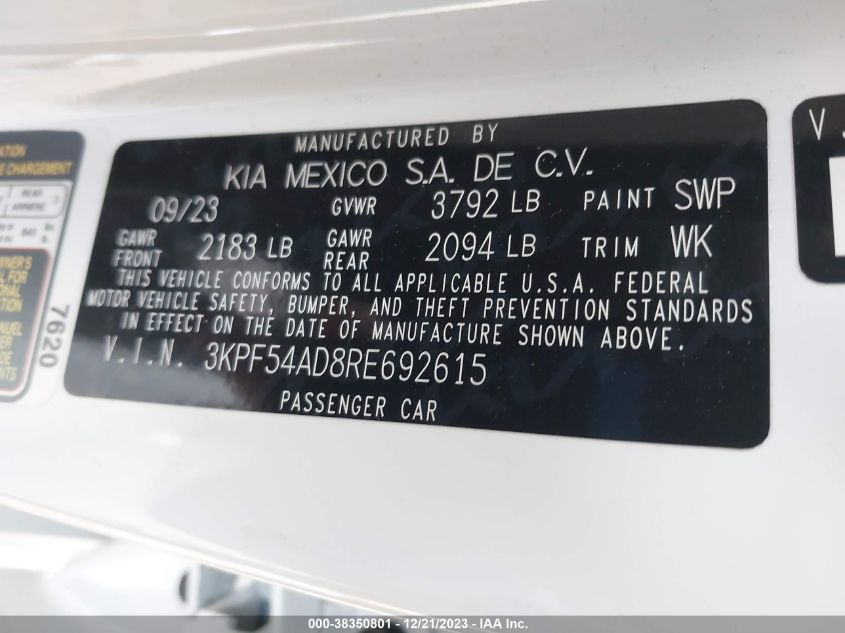 MANUFACTURED BY
KIA MEXICO S.A. DE C.V.
09/23 GVWR 3792 LB PAINT SWP
GAWR FRONT 2183 LB GAWR REAR 2094 LB TRIM WK
THIS VEHICLE CONFORMS TO ALL APPLICABLE U.S.A. FEDERAL
MOTOR VEHICLE SAFETY, BUMPER, AND THEFT PREVENTION STANDARDS
IN EFFECT ON THE DATE OF MANUFACTURE SHOWN ABOVE.
V.I.N. 3KPF54AD8RE692615
PASSENGER CAR
CHARGEMENT
REAR
ARRIÈRE
7620
000-38350801 - 12/21/2023 - IAA Inc.